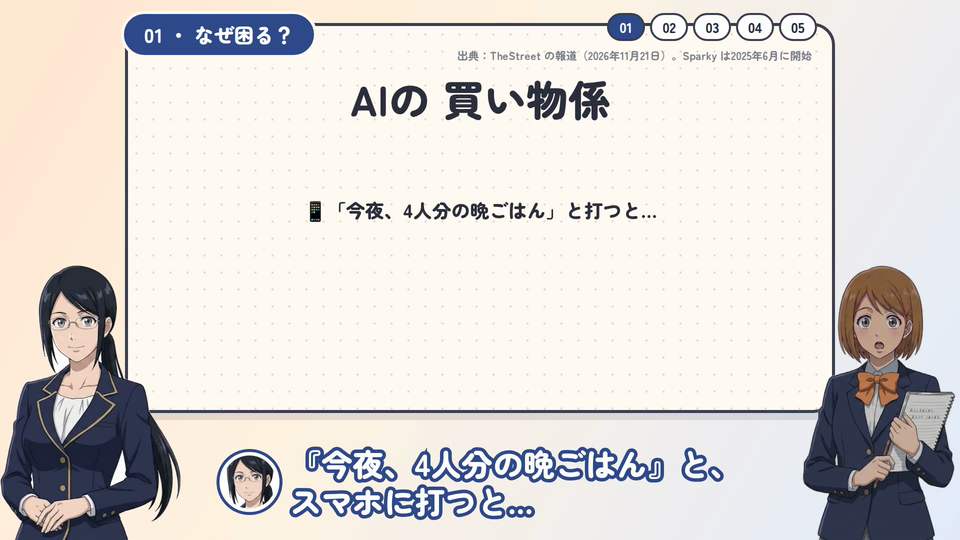 01 ・ なぜ困る？
01 02 03 04 05
出典：TheStreet の報道（2026年11月21日）。Sparky は2025年6月に開始
AIの 買い物係
📱「今夜、4人分の晩ごはん」と打つと…
『今夜、4人分の晩ごはん』と、
スマホに打つと…